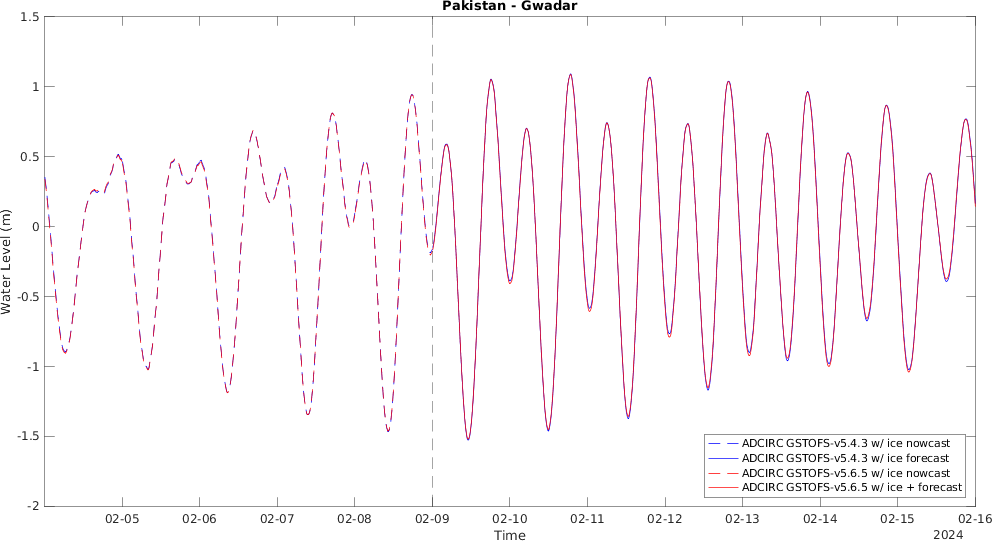 Pakistan - Gwadar
1.5
1
0.5
0
-0.5
-1
-1.5
-2
Water Level (m)
ADCIRC GSTOFS-v5.4.3 w/ ice nowcast
ADCIRC GSTOFS-v5.4.3 w/ ice forecast
ADCIRC GSTOFS-v5.6.5 w/ ice nowcast
ADCIRC GSTOFS-v5.6.5 w/ ice + forecast
02-05 02-06 02-07 02-08 02-09 02-10 02-11 02-12 02-13 02-14 02-15 02-16
Time
2024